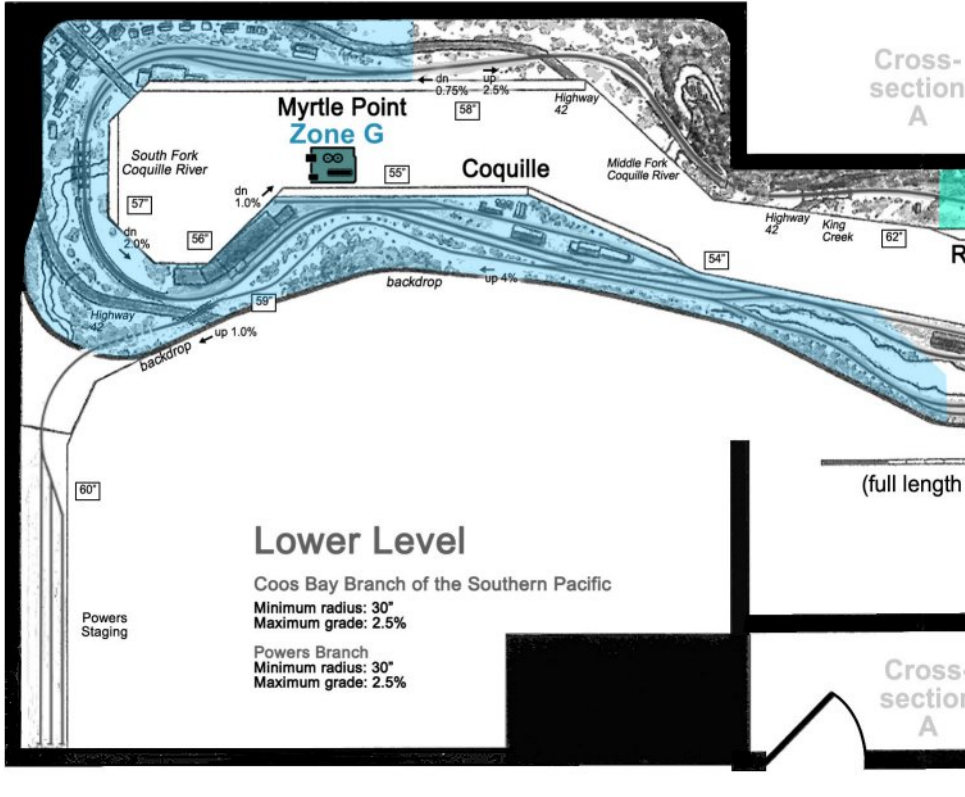 Cross-
section
A
dn
0.75%
up
2.5%
Myrtle Point
58"
Highway
42
Zone G
South Fork
Coquille River
55"
Coquille
Middle Fork
Coquille River
dn
1.0%
57"
Highway
42
King
Creek
62"
dn
2.0%
56"
R
54"
backdrop
up 4%
59"
Highway
42
up 1.0%
backdrop
60"
(full length
Lower Level
Coos Bay Branch of the Southern Pacific
Minimum radius: 30"
Maximum grade: 2.5%
Powers
Staging
Powers Branch
Minimum radius: 30"
Maximum grade: 2.5%
Cross-
section
A